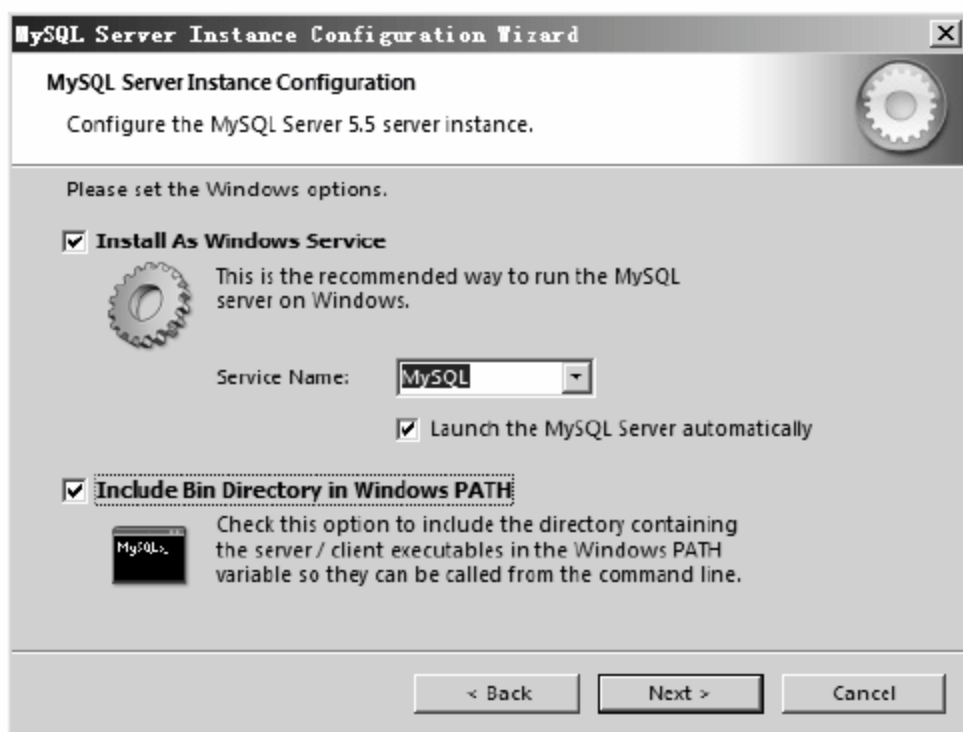 MySQL Server Instance Configuration Wizard
MySQL Server Instance Configuration
Configure the MySQL Server 5.5 server instance.
Please set the Windows options.
Install As Windows Service
This is the recommended way to run the MySQL
server on Windows.
Service Name: MySQL
Launch the MySQL Server automatically
Include Bin Directory in Windows PATH
MySQL>_
Check this option to include the directory containing
the server / client executables in the Windows PATH
variable so they can be called from the command line.
< Back Next > Cancel